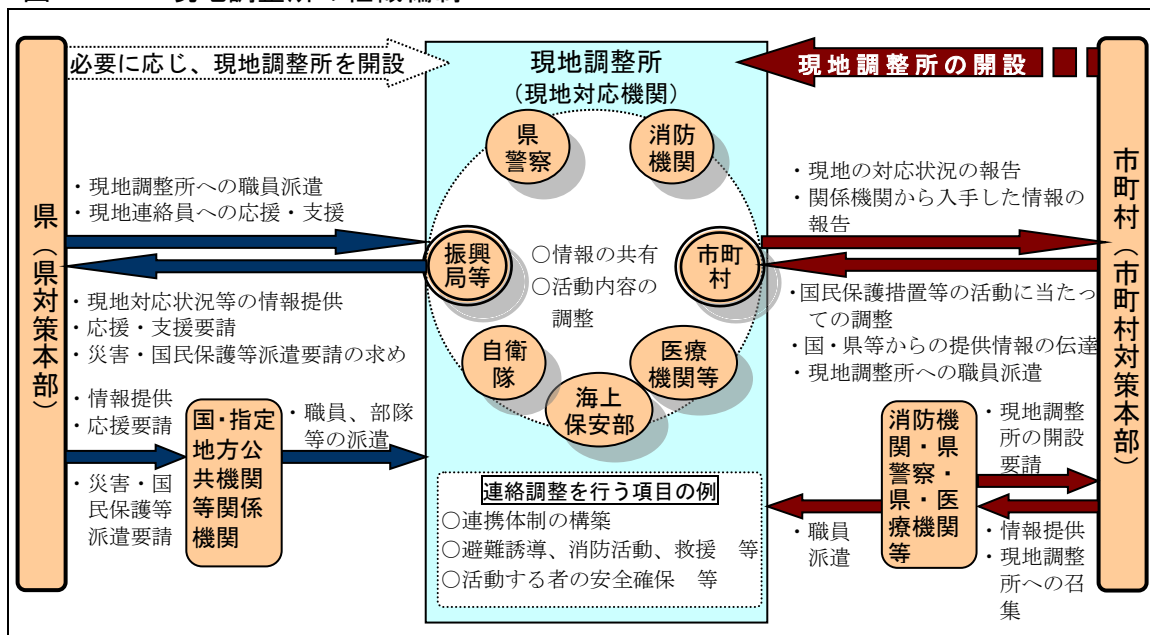 必要に応じ、現地調整所を開設
現地調整所
（現地対応機関）
現地調整所の開設
県（県対策本部）
市町村（市町村対策本部）
県
警察
消防
機関
振興
局等
市町
村
自衛
隊
医療
機関等
海上
保安部
○情報の共有
○活動内容の
調整
・現地調整所への職員派遣
・現地連絡員への応援・支援
・現地対応状況等の情報提供
・応援・支援要請
・災害・国民保護等派遣要請の求め
・情報提供
・応援要請
・災害・国
民保護等
派遣要請
国・指定
地方公
共機関
等関係
機関
・職員、部隊
等の派遣
連絡調整を行う項目の例
○連携体制の構築
○避難誘導、消防活動、救援　等
○活動する者の安全確保　等
・現地の対応状況の報告
・関係機関から入手した情報の
報告
・国民保護措置等の活動に当たっ
ての調整
・国・県等からの提供情報の伝達
・現地調整所への職員派遣
消防機
関・県
警察・
県・医
療機関
等
・現地調整
所の開設
要請
・職員
派遣
・情報提供
・現地調整
所への召
集